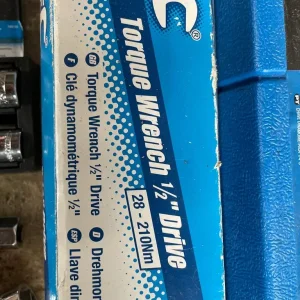 C®
Torque Wrench ½" Drive
28 - 210Nm
GB Torque Wrench ½" Drive
D Drehmom
F Clé dynamométrique ½"
ESP Llave din